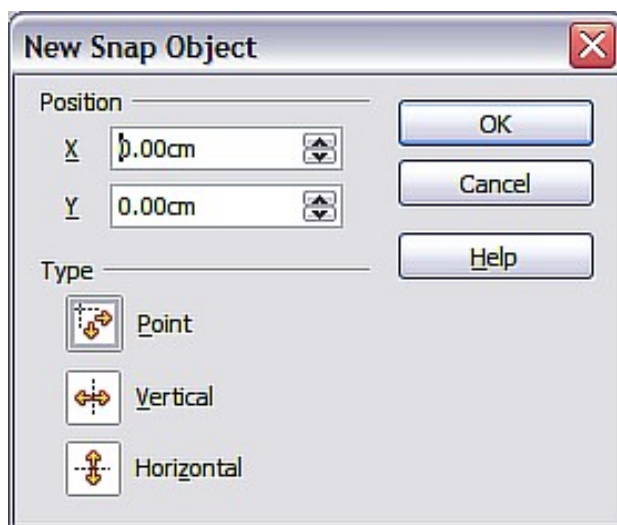 New Snap Object
Position
X 0.00cm
Y 0.00cm
OK
Cancel
Help
Type
Point
Vertical
Horizontal